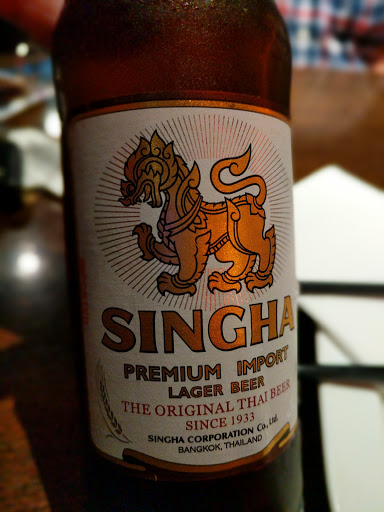 SINGHA
PREMIUM IMPORT
LAGER BEER
THE ORIGINAL THAI BEER
SINCE 1933
SINGHA CORPORATION Co., Ltd.
BANGKOK, THAILAND